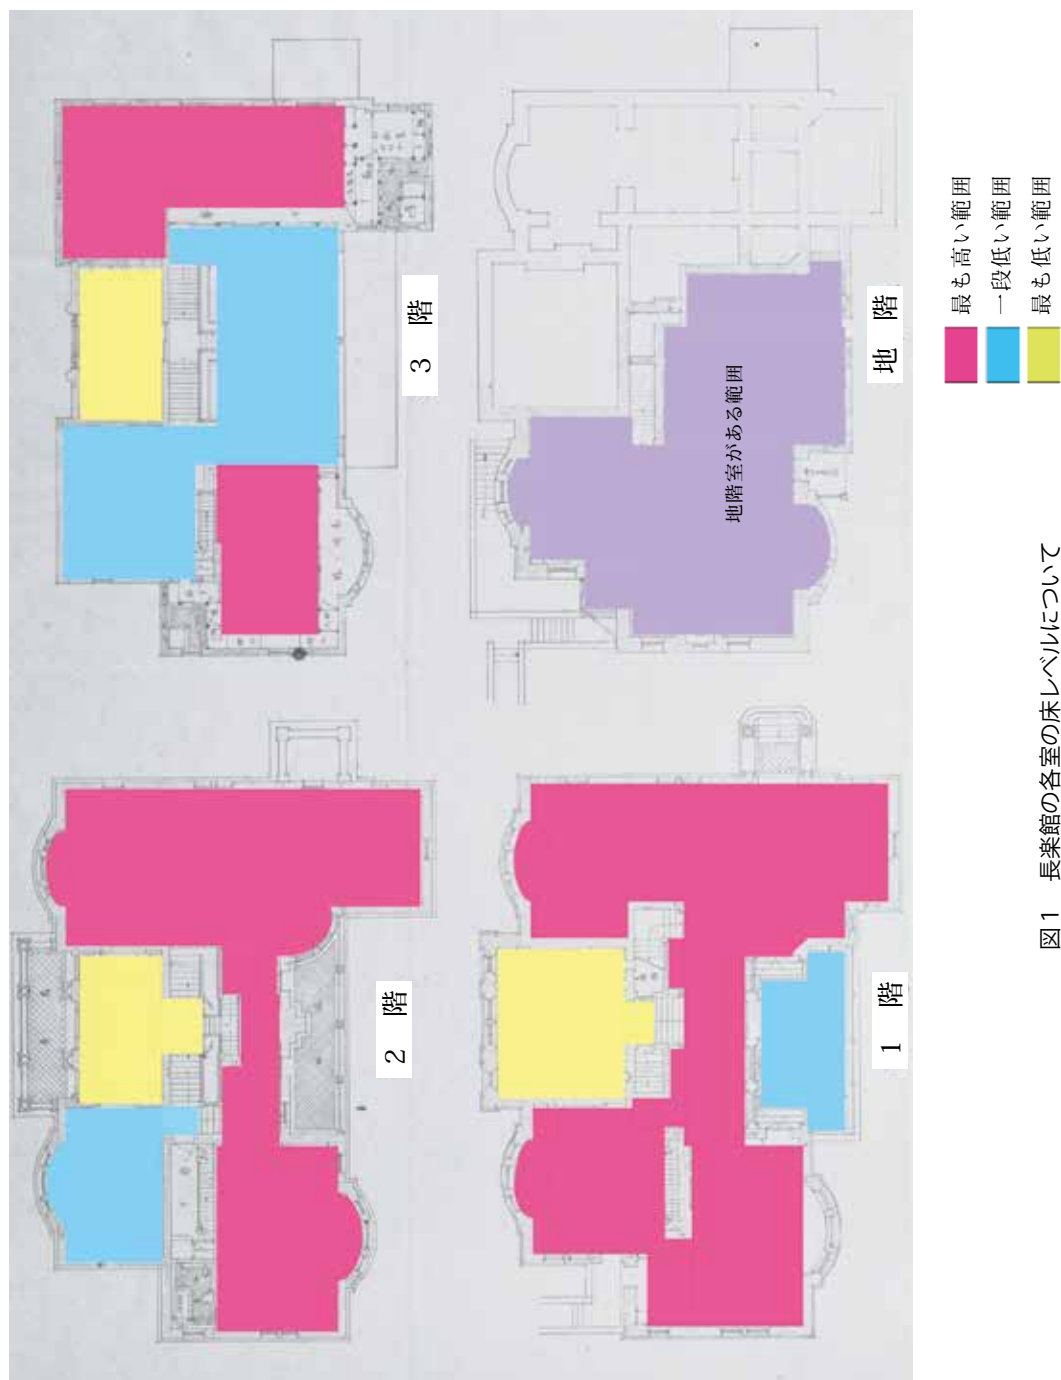 3 階
地 階
地階室がある範囲
2 階
1 階
最も高い範囲
一段低い範囲
最も低い範囲
図1 長楽館の各室の床レベルについて